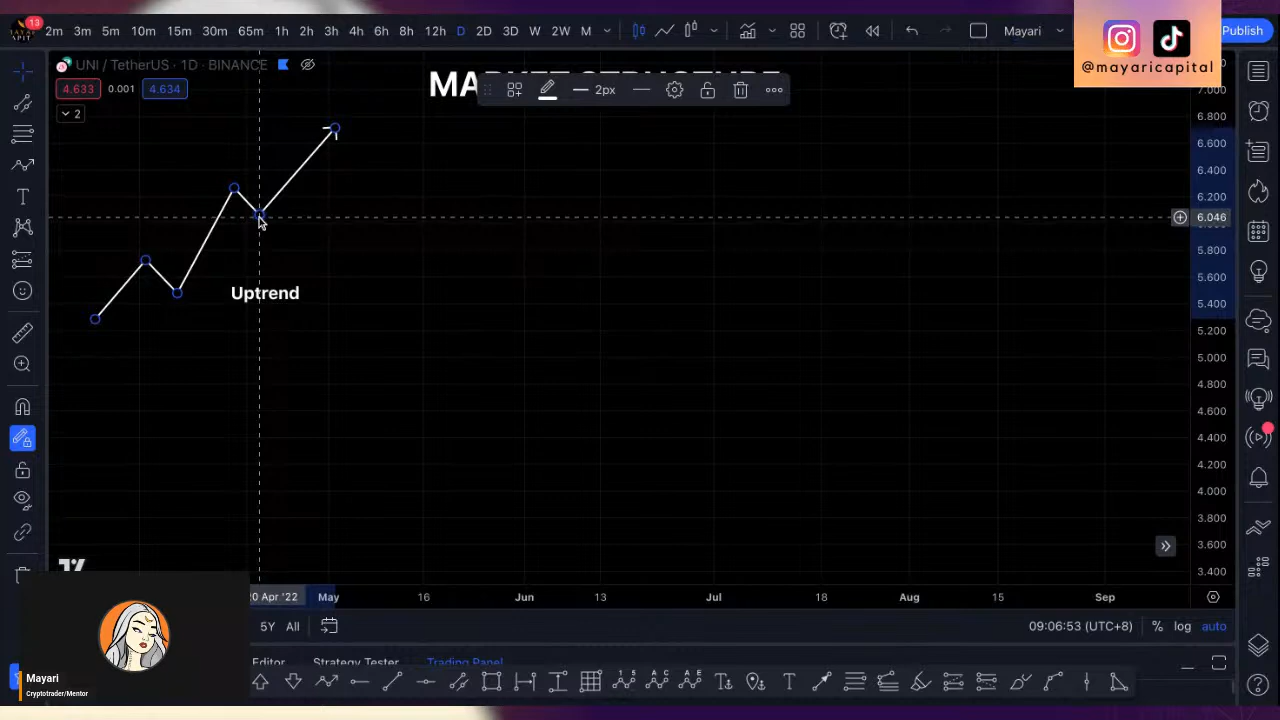 13
2m 3m 5m 10m 15m 30m 65m 1h 2h 3h 4h 6h 8h 12h D 2D 3D W 2W M
Mayari
Publish
@mayaricapital
UNI / TetherUS · 1D · BINANCE
4.633 0.001 4.634
2
2px
Uptrend
6.800
6.600
6.400
6.200
6.046
5.800
5.600
5.400
5.200
5.000
4.800
4.600
4.400
4.200
4.000
3.800
3.600
3.400
0 Apr '22 May 16 Jun 13 Jul 18 Aug 15 Sep
5Y All
09:06:53 (UTC+8) % log auto
Editor Strategy Tester Trading Panel
Mayari
Cryptotrader/Mentor